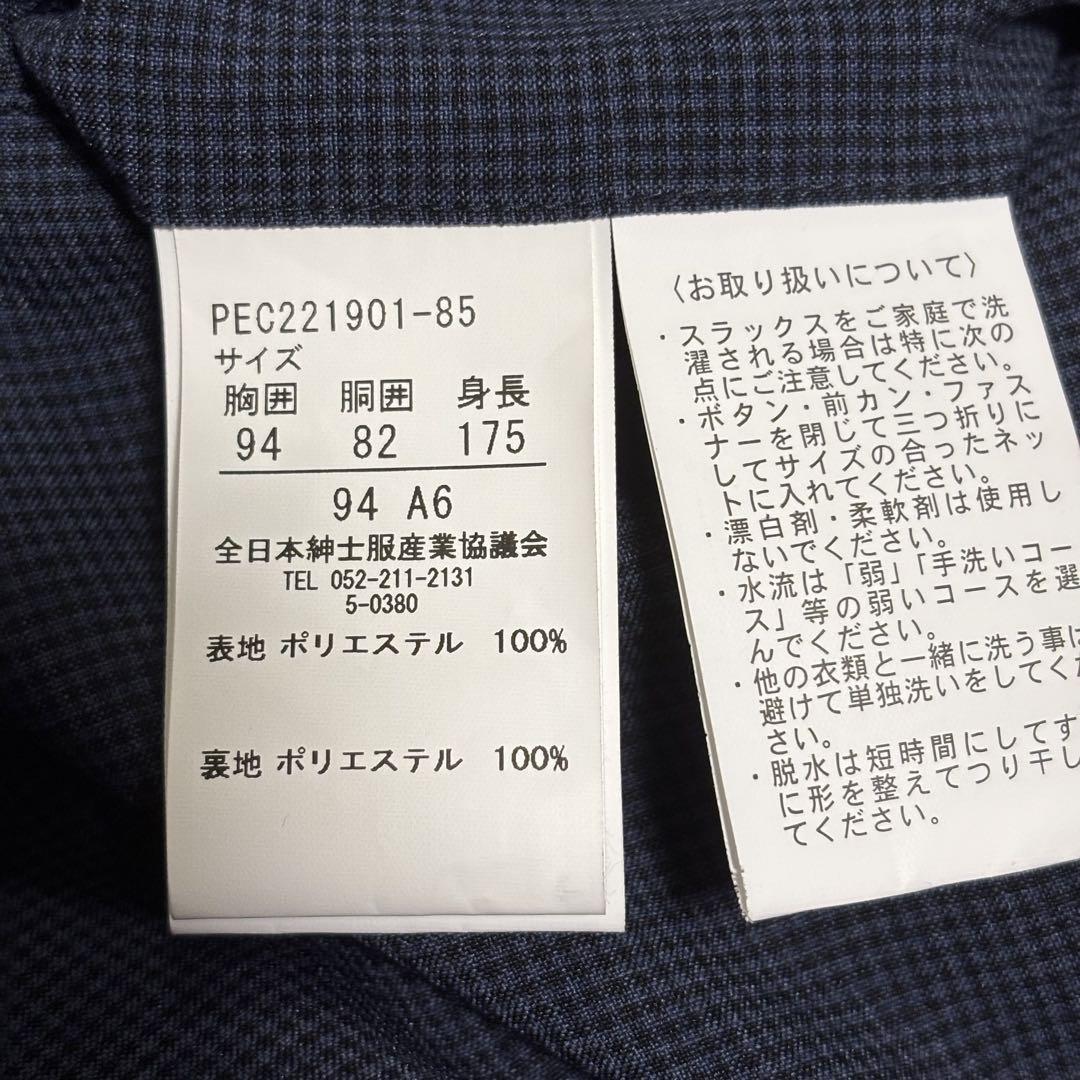 PEC221901-85
サイズ
胸囲 胴囲 身長
94 82 175
94 A6
全日本紳士服産業協議会
TEL 052-211-2131
5-0380
表地 ポリエステル 100%
裏地 ポリエステル 100%
〈お取り扱いについて〉
・スラックスをご家庭で洗
濯される場合は特に次の
点にご注意してください。
・ボタン・前カン・ファス
ナーを閉じて三つ折りに
してサイズの合ったネッ
トに入れてください。
・漂白剤・柔軟剤は使用し
ないでください。
・水流は「弱」「手洗いコー
ス」等の弱いコースを選
んでください。
・他の衣類と一緒に洗う事は
避けて単独洗いをしてくだ
さい。
・脱水は短時間にしてす
に形を整えてつり干し
てください。